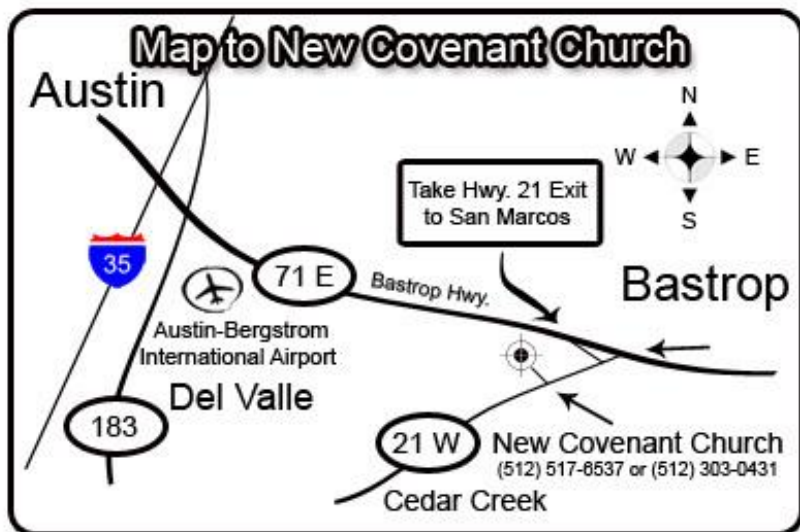 Map to New Covenant Church
Austin
N
W
E
S
Take Hwy. 21 Exit
to San Marcos
35
71 E
Bastrop Hwy.
Bastrop
Austin-Bergstrom
International Airport
Del Valle
183
21 W
New Covenant Church
(512) 517-6537 or (512) 303-0431
Cedar Creek